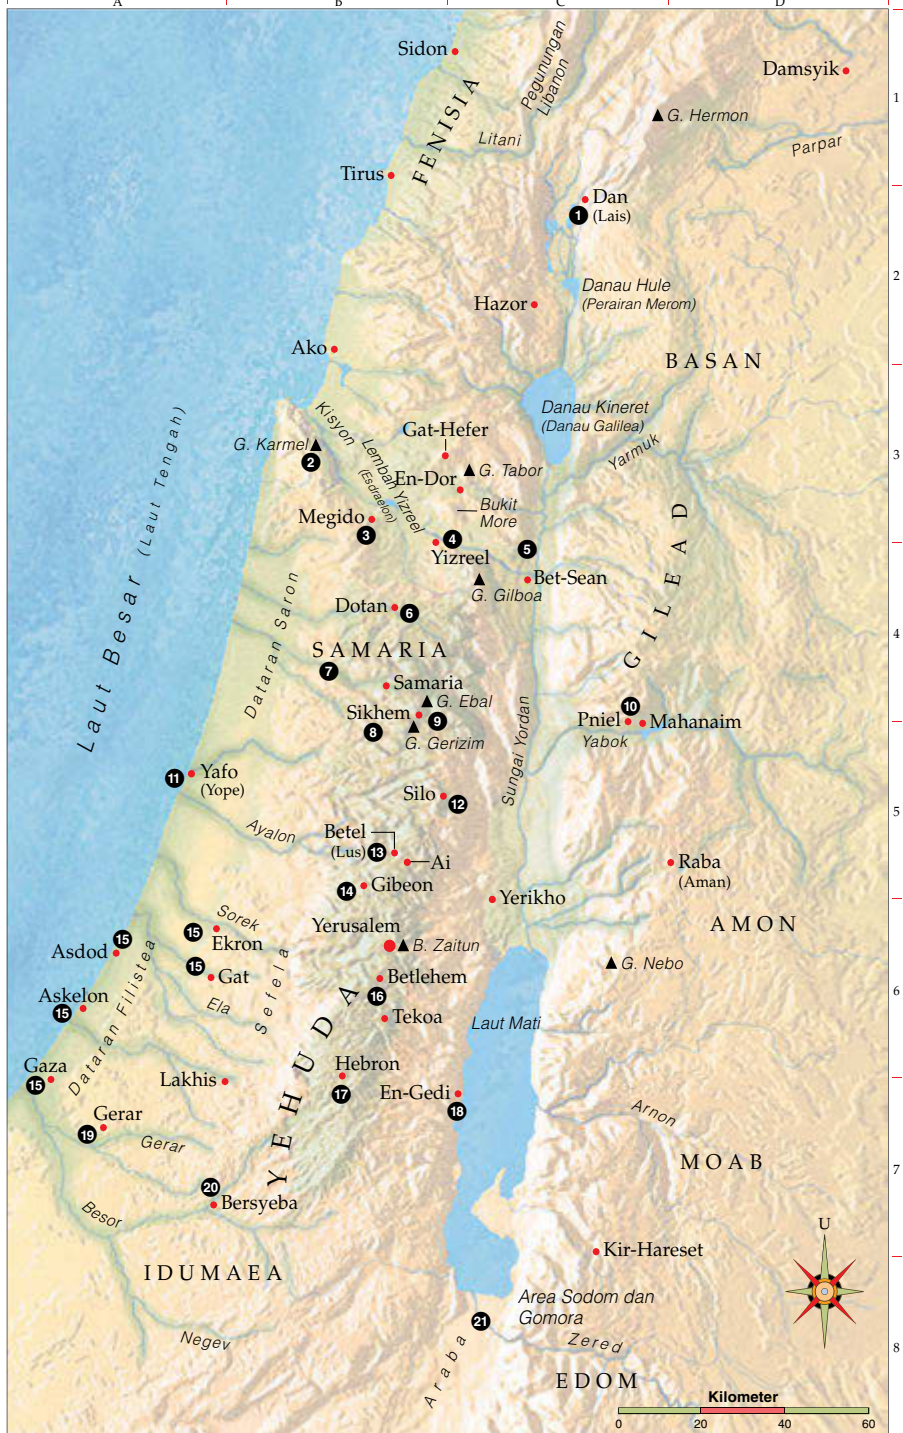 A
B
C
D
1
2
3
4
5
6
7
8
Sidon
Damsyik
Pegunungan
Libanon
FENISIA
G. Hermon
Litani
Parpar
Tirus
Dan
1
(Lais)
Danau Hule
(Perairan Merom)
Hazor
Ako
BASAN
Kisyon
Danau Kineret
(Danau Galilea)
Gat-Hefer
G. Karmel
2
Lembah Yizreel
(Esdraelon)
Yarmuk
G. Tabor
En-Dor
Bukit
More
Megido
3
4
Yizreel
5
Bet-Sean
G. Gilboa
GILEAD
Laut Besar (Laut Tengah)
Dataran Saron
Dotan
6
SAMARIA
7
Samaria
G. Ebal
Sikhem
9
8
G. Gerizim
10
Pniel
Mahanaim
Yabok
Sungai Yordan
11
Yafo
(Yope)
Silo
12
Ayalon
Betel
(Lus)
13
Ai
Raba
(Aman)
14
Gibeon
Yerikho
Sorek
15
Ekron
Yerusalem
B. Zaitun
AMON
Asdod
15
15
Gat
Sefela
G. Nebo
Betlehem
16
Askelon
15
Dataran Filistea
Ela
Tekoa
Laut Mati
YEHUDA
Gaza
15
Lakhis
Hebron
17
En-Gedi
18
Arnon
Gerar
19
Gerar
MOAB
20
Bersyeba
Besor
U
Kir-Hareset
IDUMAEA
Area Sodom dan
Gomora
21
Negev
Araba
Zered
EDOM
Kilometer
0
20
40
60